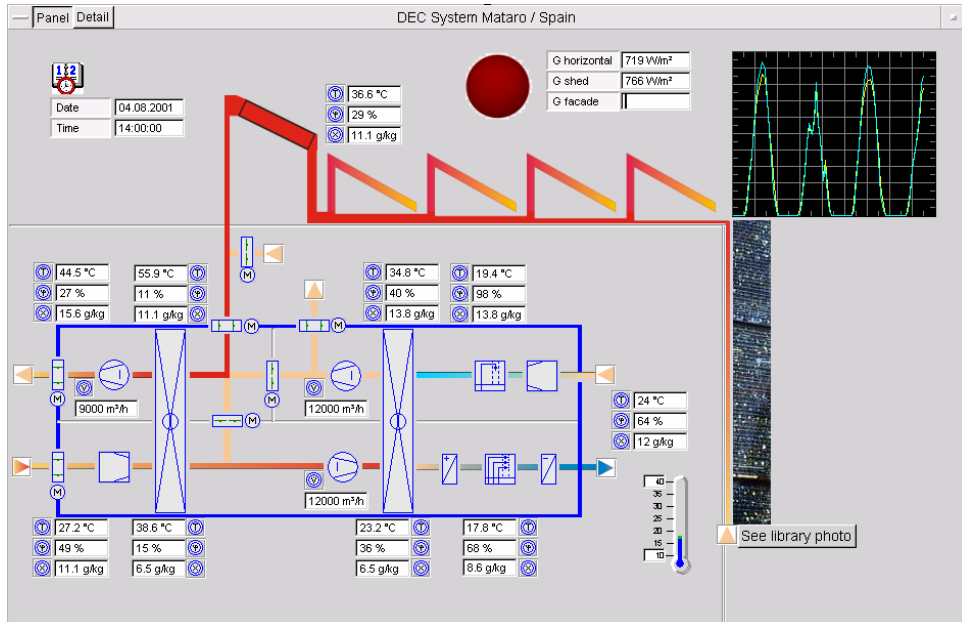 Panel Detail DEC System Mataro / Spain
1 2
Date 04.08.2001
Time 14:00:00
T 36.6 °C
29 %
11.1 g/kg
G horizontal 719 W/m²
G shed 766 W/m²
G facade
M
T 44.5 °C
27 %
15.6 g/kg
55.9 °C T
11 %
11.1 g/kg
T 34.8 °C
40 %
13.8 g/kg
T 19.4 °C
98 %
13.8 g/kg
M
M
M
V
9000 m³/h
M
V
12000 m³/h
M
T 24 °C
64 %
12 g/kg
M
V
12000 m³/h
T 27.2 °C
49 %
11.1 g/kg
38.6 °C T
15 %
6.5 g/kg
23.2 °C T
36 %
6.5 g/kg
17.8 °C T
68 %
8.6 g/kg
+
-
40
35
30
25
20
15
10
See library photo